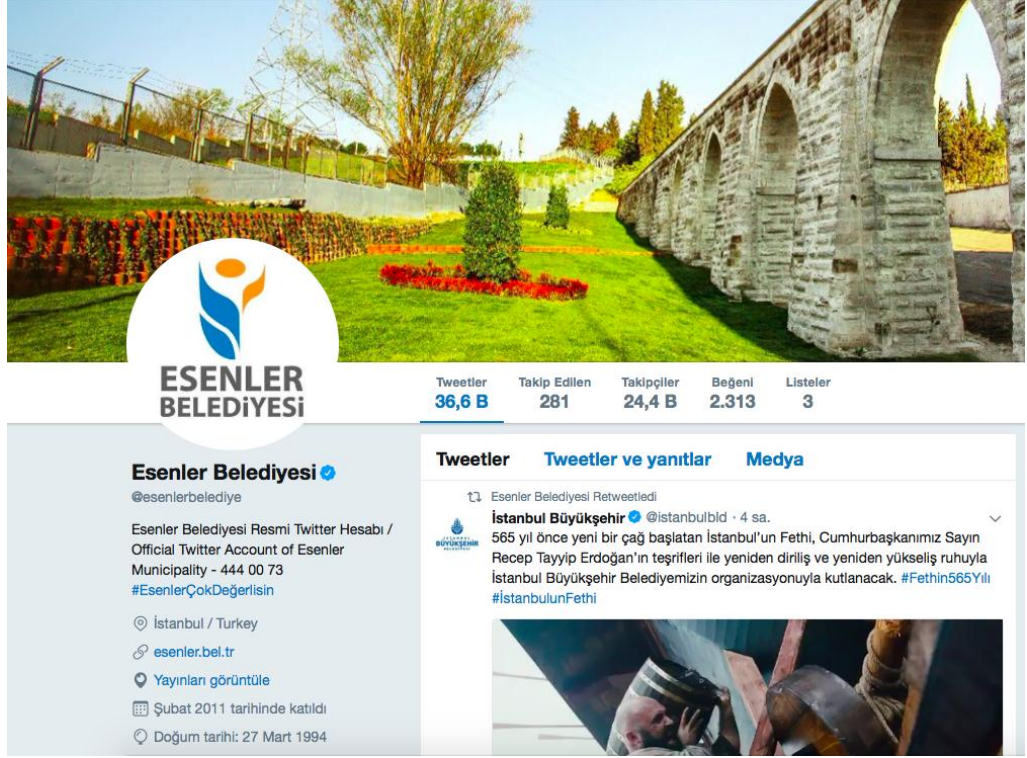 ESENLER
BELEDİYESİ
Tweetler Takip Edilen Takipçiler Beğeni Listeler
36,6 B 281 24,4 B 2.313 3
Esenler Belediyesi
@esenlerbelediye
Esenler Belediyesi Resmi Twitter Hesabı /
Official Twitter Account of Esenler
Municipality - 444 00 73
#EsenlerÇokDeğerlisin
İstanbul / Turkey
esenler.bel.tr
Yayınları görüntüle
Şubat 2011 tarihinde katıldı
Doğum tarihi: 27 Mart 1994
Tweetler Tweetler ve yanıtlar Medya
Esenler Belediyesi Retweetledi
İstanbul Büyükşehir @istanbulbld · 4 sa.
565 yıl önce yeni bir çağ başlatan İstanbul'un Fethi, Cumhurbaşkanımız Sayın
Recep Tayyip Erdoğan'ın teşrifleri ile yeniden diriliş ve yeniden yükseliş ruhuyla
İstanbul Büyükşehir Belediyemizin organizasyonuyla kutlanacak. #Fethin565Yılı
#İstanbulunFethi
İSTANBUL
BÜYÜKŞEHİR
BELEDİYESİ